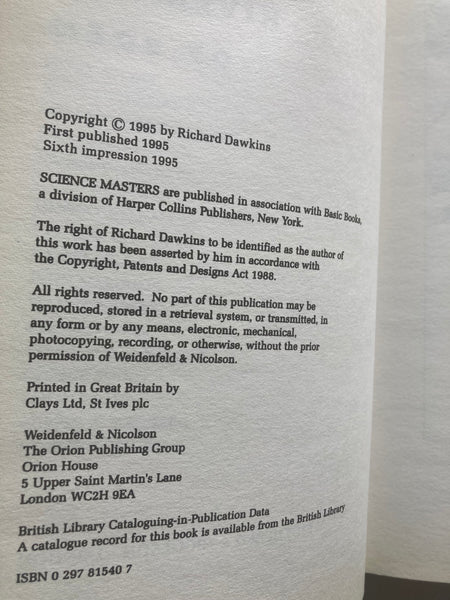 Copyright © 1995 by Richard Dawkins
First published 1995
Sixth impression 1995
SCIENCE MASTERS are published in association with Basic Books,
a division of Harper Collins Publishers, New York.
The right of Richard Dawkins to be identified as the author of
this work has been asserted by him in accordance with
the Copyright, Patents and Designs Act 1988.
All rights reserved. No part of this publication may be
reproduced, stored in a retrieval system, or transmitted, in
any form or by any means, electronic, mechanical,
photocopying, recording, or otherwise, without the prior
permission of Weidenfeld & Nicolson.
Printed in Great Britain by
Clays Ltd, St Ives plc
Weidenfeld & Nicolson
The Orion Publishing Group
Orion House
5 Upper Saint Martin's Lane
London WC2H 9EA
British Library Cataloguing-in-Publication Data
A catalogue record for this book is available from the British Library
ISBN 0 297 81540 7